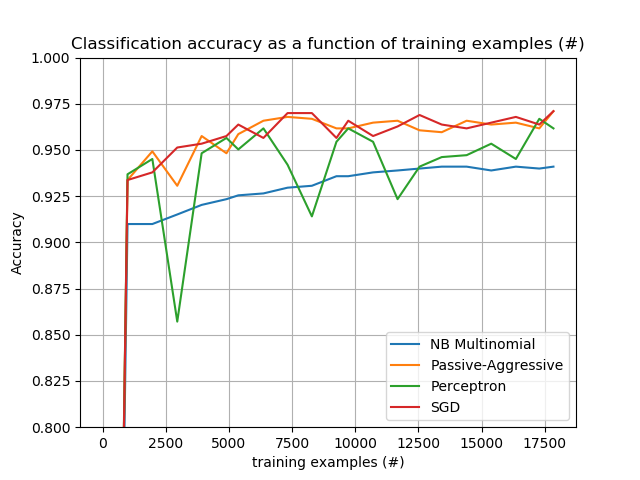 Classification accuracy as a function of training examples (#)
1.000
0.975
0.950
0.925
0.900
0.875
0.850
0.825
0.800
Accuracy
NB Multinomial
Passive-Aggressive
Perceptron
SGD
0 2500 5000 7500 10000 12500 15000 17500
training examples (#)